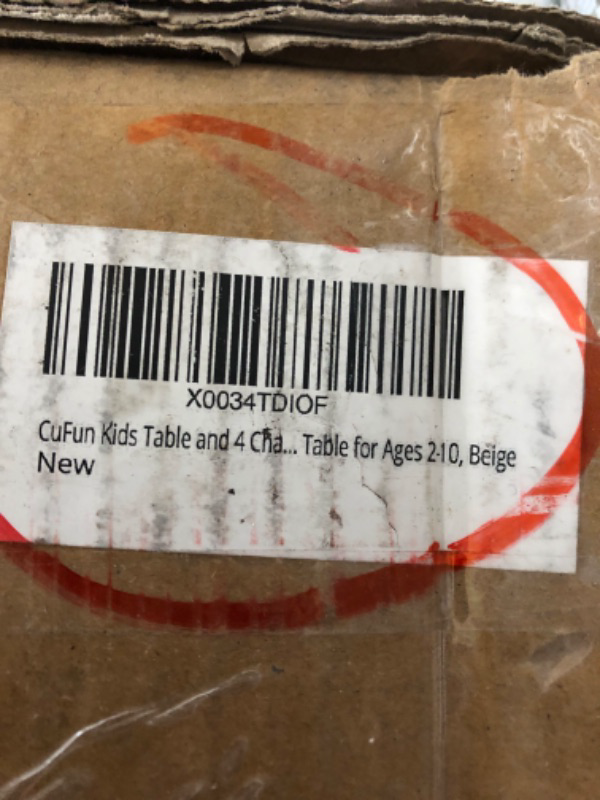 X0034TDIOF
CuFun Kids Table and 4 Cha... Table for Ages 2-10, Beige
New